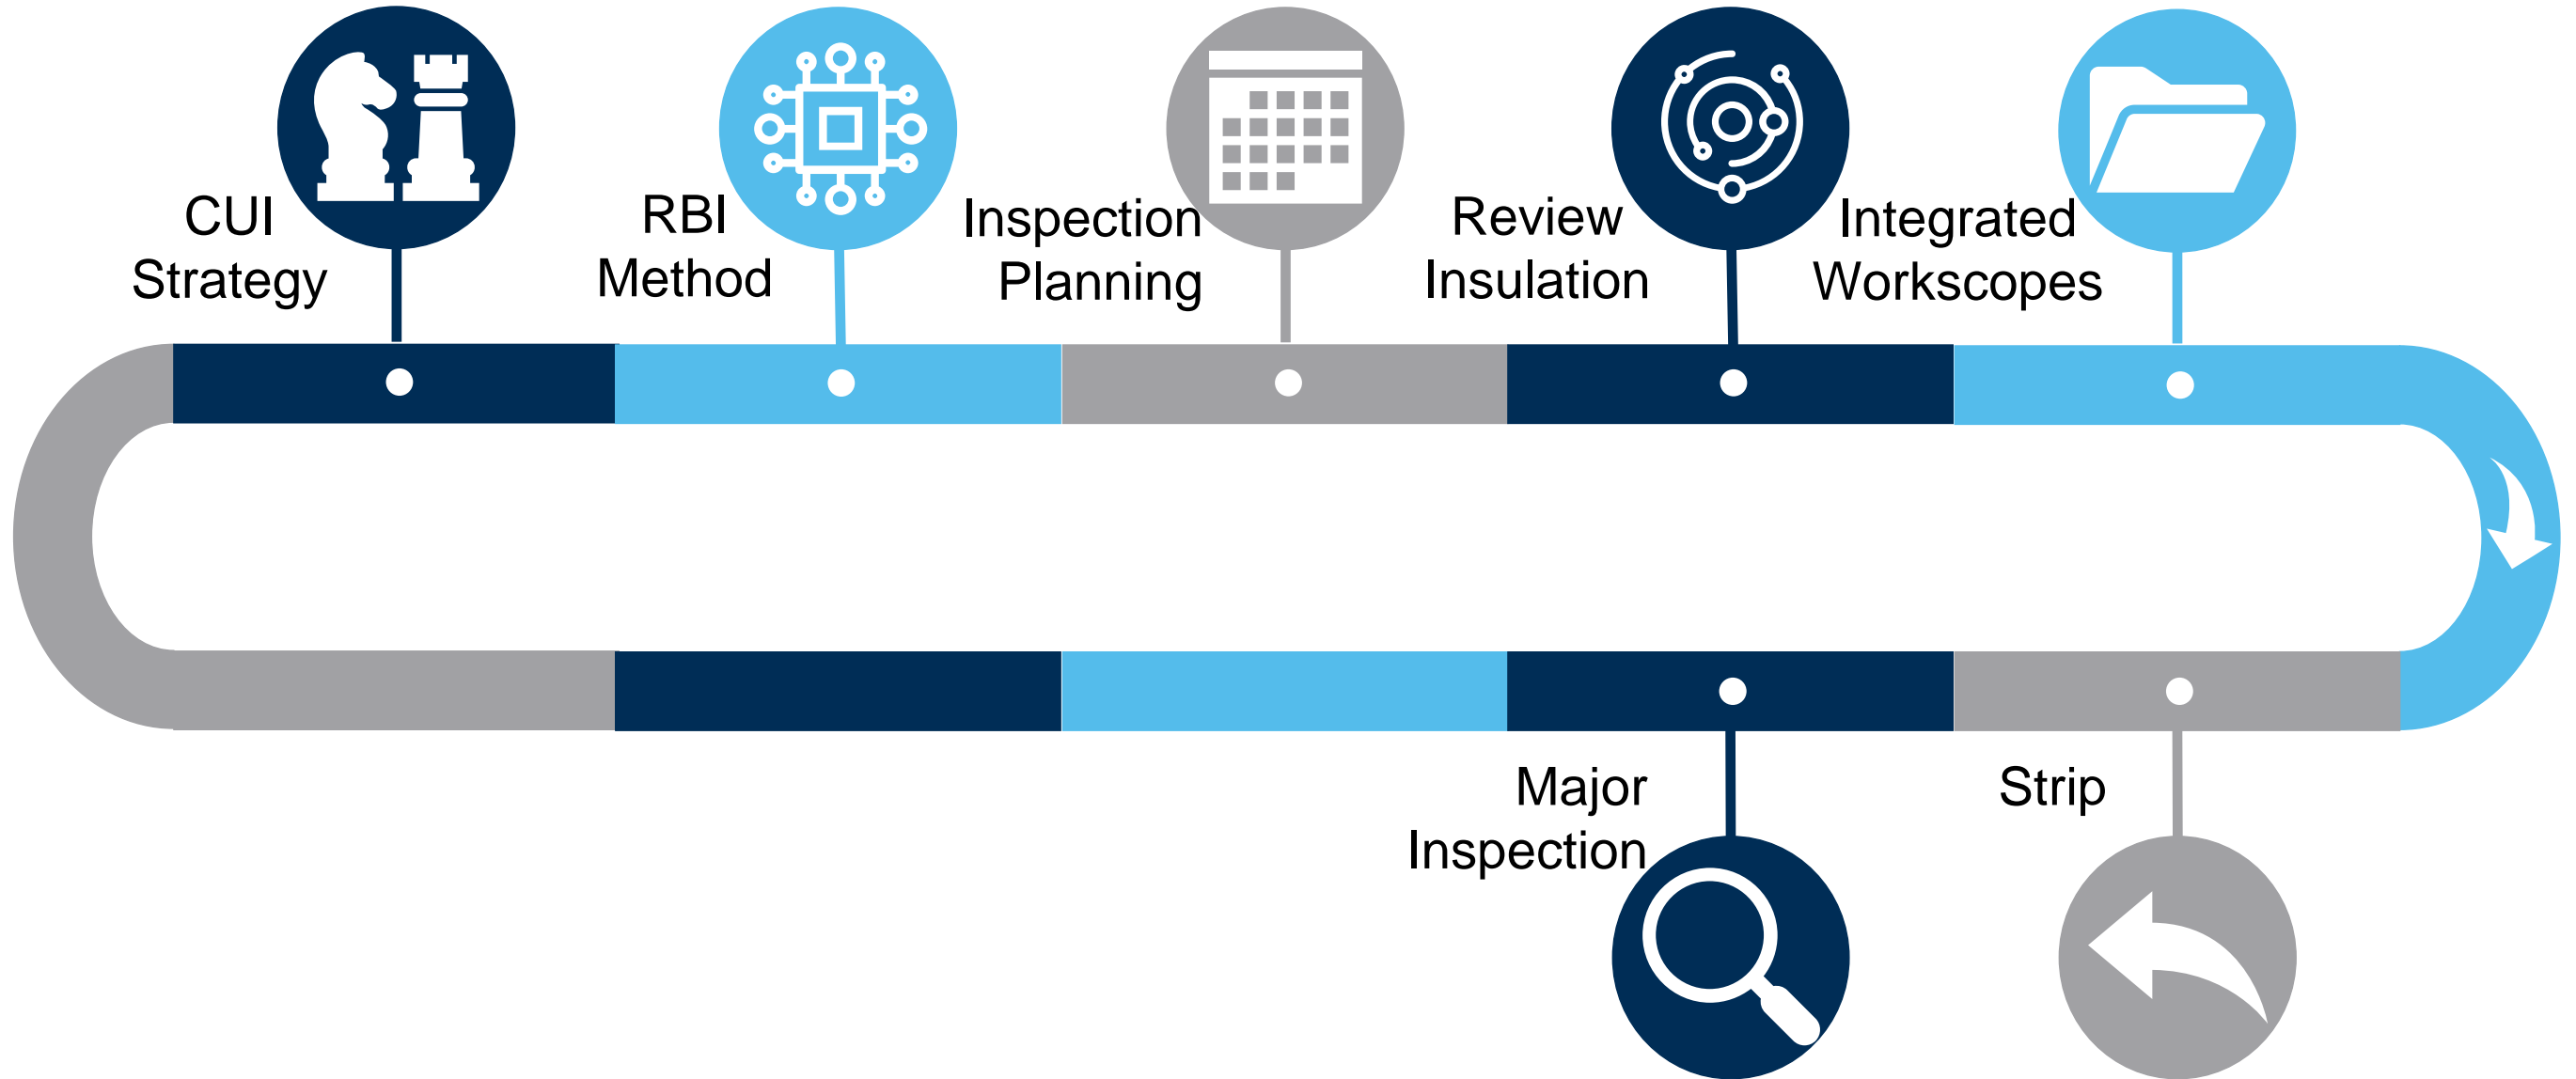 CUI
Strategy
RBI
Method
Inspection
Planning
Review
Insulation
Integrated
Workscopes
Major
Inspection
Strip